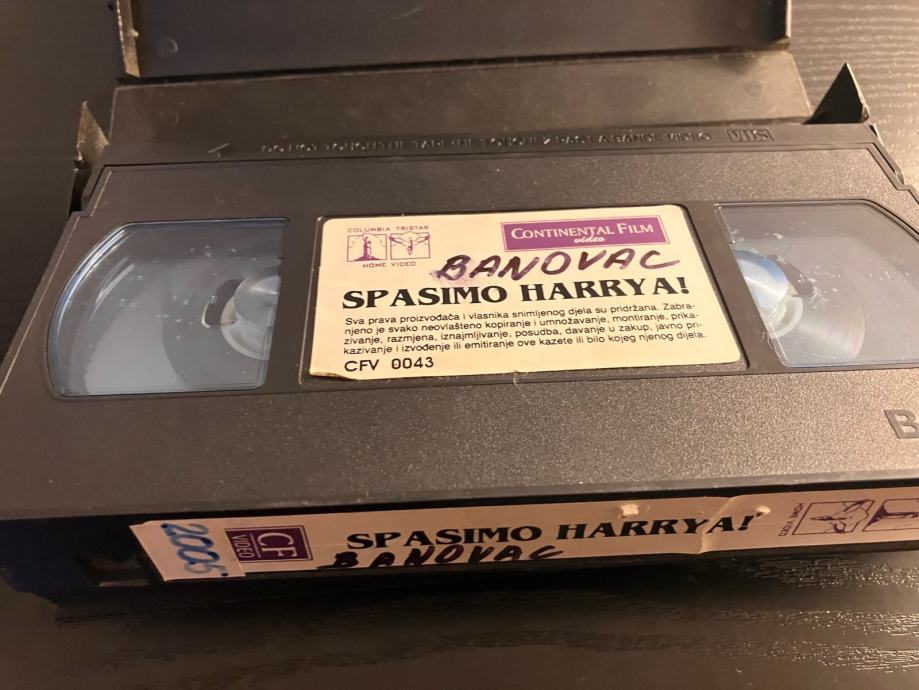 VHS
COLUMBIA TRISTAR
HOME VIDEO
CONTINENTAL FILM
video
BANOVAC
SPASIMO HARRYA!
Sva prava proizvođača i vlasnika snimljenog djela su pridržana. Zabra-
njeno je svako neovlašteno kopiranje i umnožavanje, montiranje, prika-
zivanje, razmjena, iznajmljivanje, posudba, davanje u zakup, javno pri-
kazivanje i izvođenje ili emitiranje ove kazete ili bilo kojeg njenog dijela.
CFV 0043
CF
VIDEO
SPASIMO HARRYA!
BANOVAC
HOME VIDEO